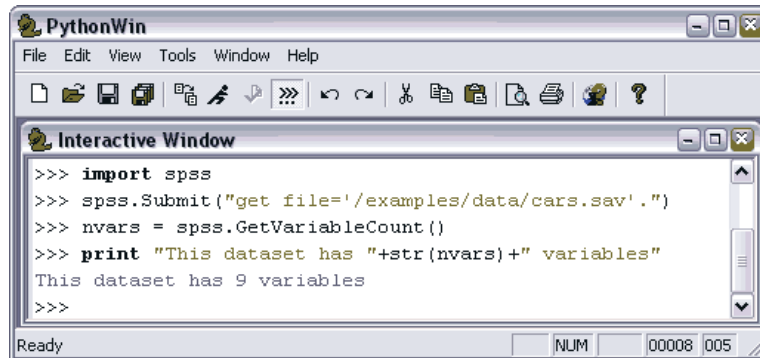 PythonWin
File Edit View Tools Window Help
Interactive Window
>>> import spss
>>> spss.Submit("get file='/examples/data/cars.sav'.")
>>> nvars = spss.GetVariableCount()
>>> print "This dataset has "+str(nvars)+" variables"
This dataset has 9 variables
>>>
Ready NUM 00008 005